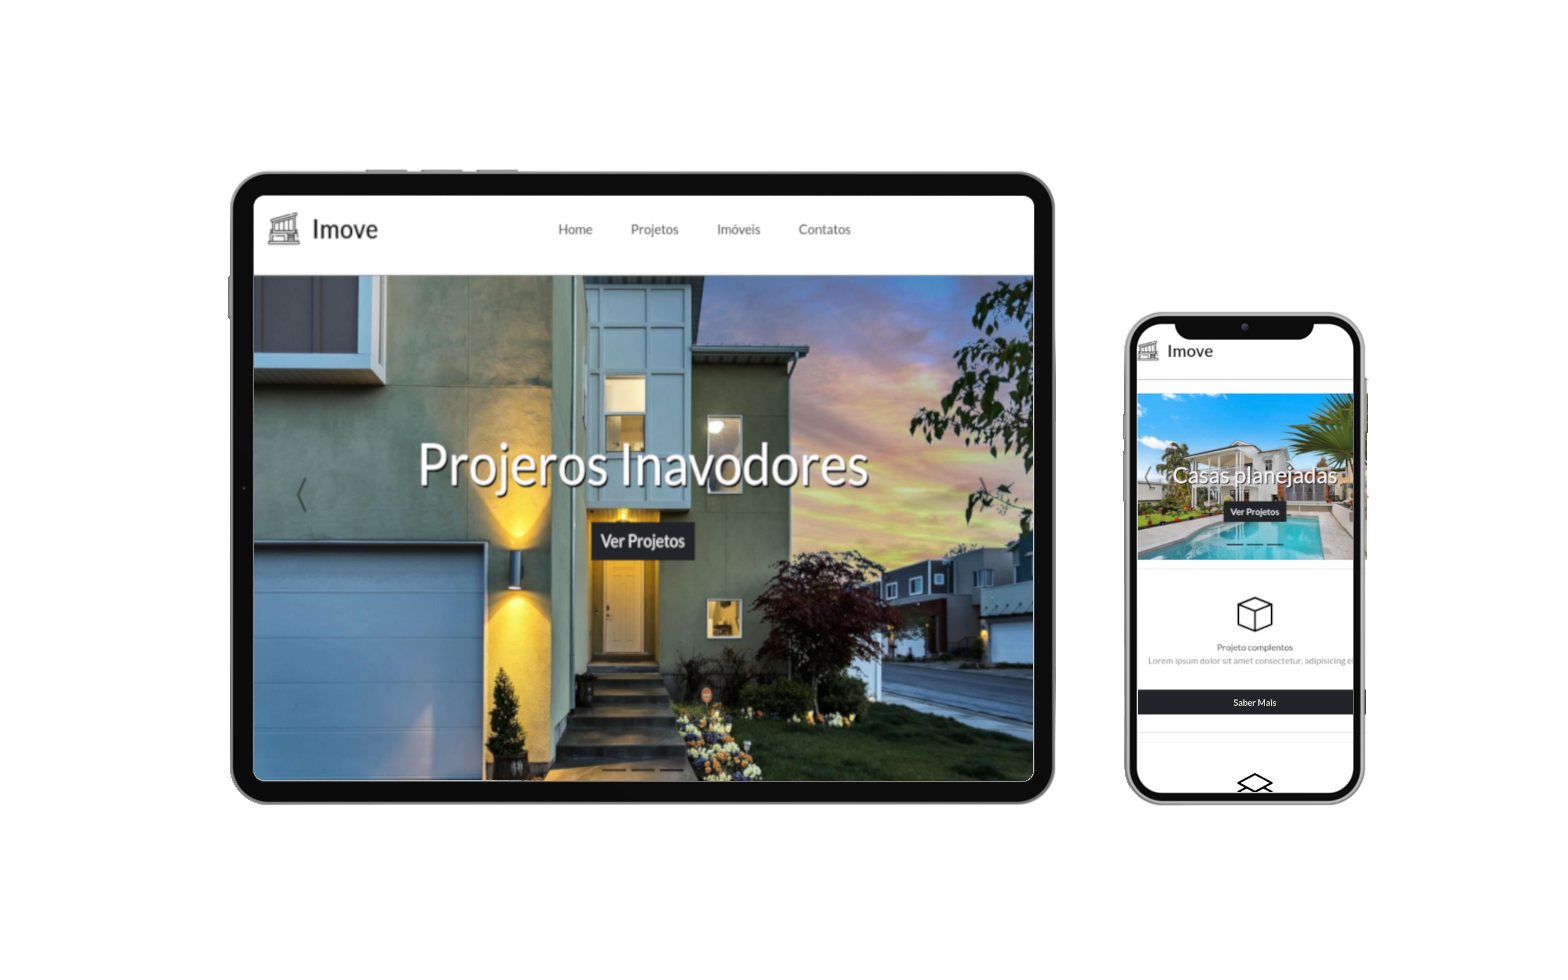 Imove
Home Projetos Imóveis Contatos
Projeros Inavodores
Ver Projetos
Imove
Casas planejadas
Ver Projetos
Projeto complentos
Lorem ipsum dolor sit amet consectetur, adipisicing e
Saber Mais